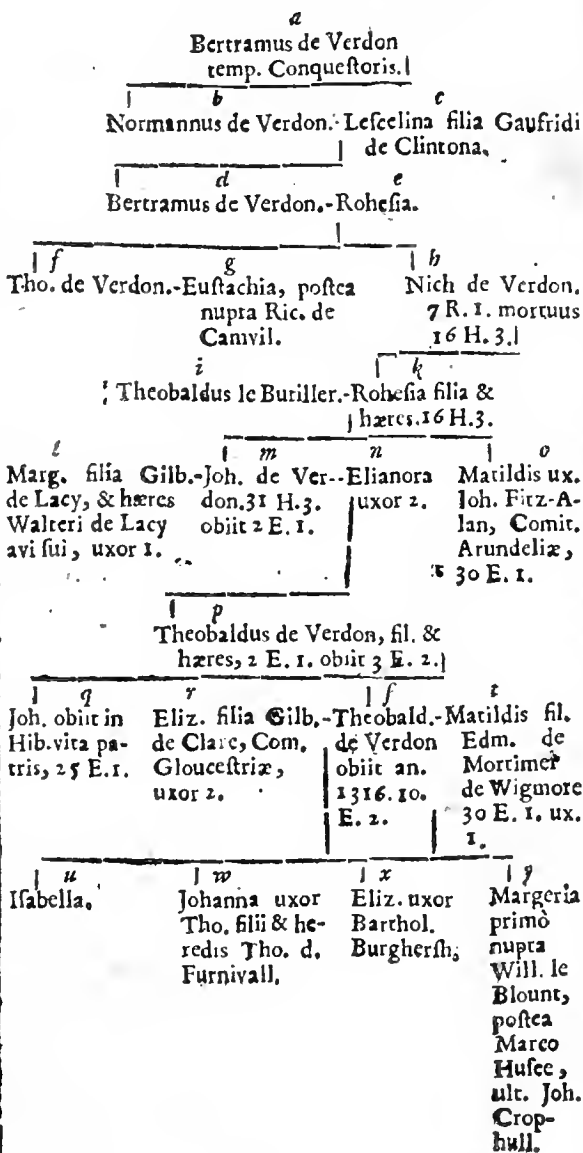 a
Bertramus de Verdon
temp. Conqueſtoris.
b c
Normannus de Verdon.-Leſcelina filia Gaufridi
de Clintona.
d e
Bertramus de Verdon.-Roheſia.
f g h
Tho. de Verdon.-Euſtachia, poſtea
nupra Ric. de
Camvil.
Nich de Verdon.
7 R. 1. mortuus
16 H. 3.
i k
Theobaldus le Butiller.-Roheſia filia &
hæres.16 H.3.
l m n o
Marg. filia Gilb.
de Lacy, & hæres
Walteri de Lacy
avi ſui, uxor 1.
-Joh. de Ver-
don.31 H.3.
obiit 2 E. 1.
-Elianora
uxor 2.
Matildis ux.
Joh. Fitz-A-
lan, Comit.
Arundeliæ,
30 E. 1.
p
Theobaldus de Verdon, fil. &
hæres, 2 E. 1. obiit 3 E. 2.
q r ſ t
Joh. obiit in
Hib.vita pa-
tris, 25 E.1.
Eliz. filia Gilb.
de Clare, Com.
Glouceſtriæ,
uxor 2.
-Theobald.
de Verdon
obiit an.
1316.10.
E. 2.
-Matildis fil.
Edm. de
Mortimer
de Wigmore
30 E. 1. ux.
1.
u w x y
Iſabella.
Johanna uxor
Tho. filii & he-
redis Tho. d.
Furnivall.
Eliz. uxor
Barthol.
Burgherſh.
Margeria
primò
nupta
Will. le
Blount,
poſtea
Marco
Huſee,
ult. Joh.
Crop-
hull.